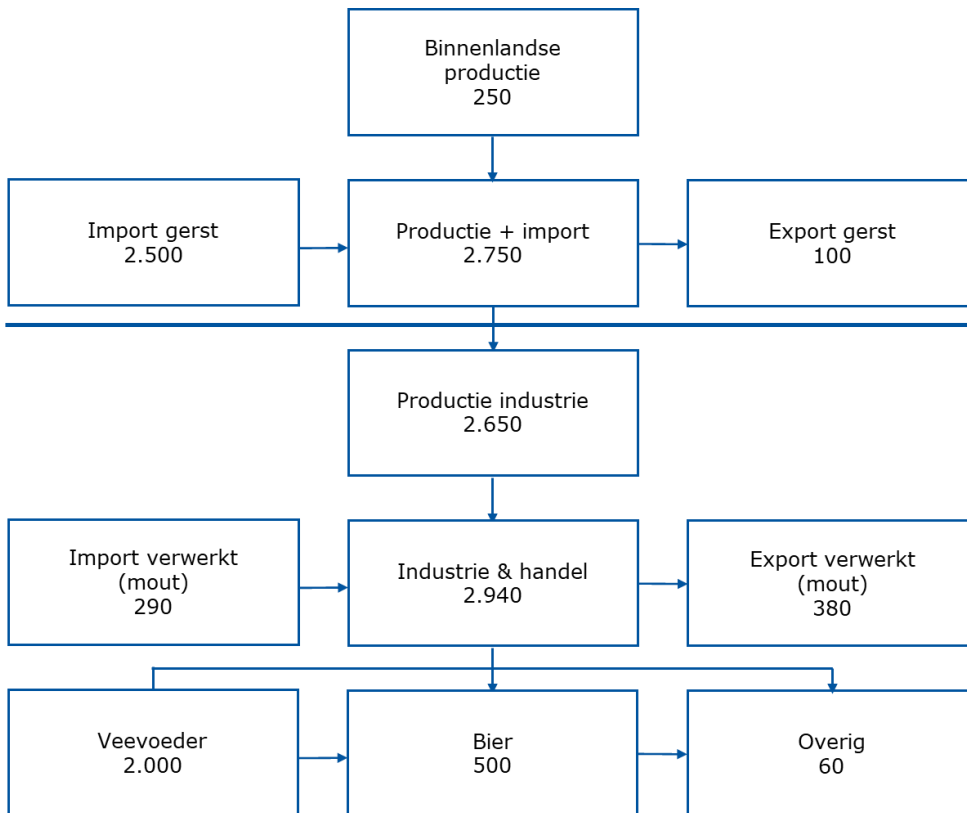 Binnenlandse
productie
250
Import gerst
2.500
Productie + import
2.750
Export gerst
100
Productie industrie
2.650
Import verwerkt
(mout)
290
Industrie & handel
2.940
Export verwerkt
(mout)
380
Veevoeder
2.000
Bier
500
Overig
60